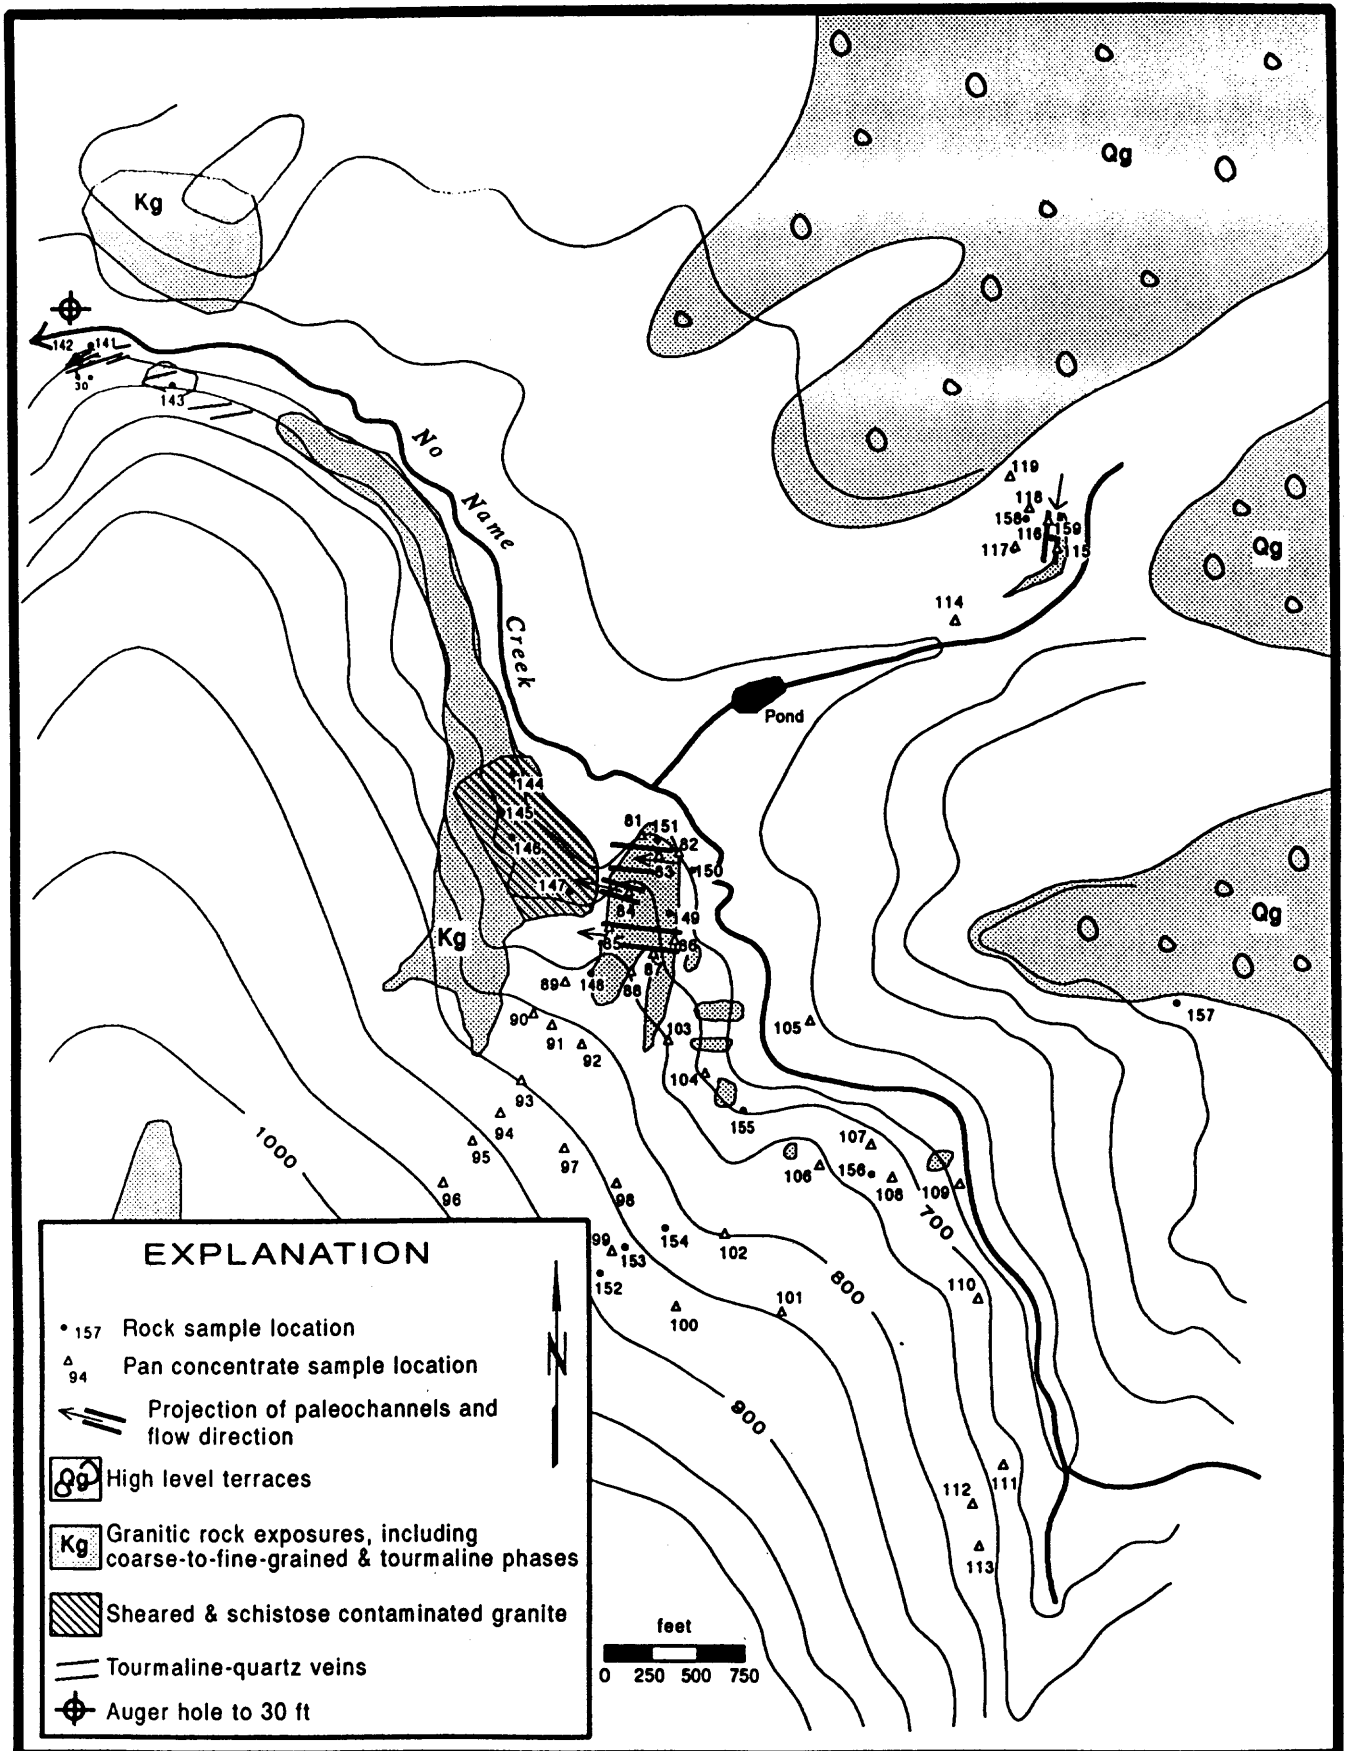 Qg
Kg
142
141
30
143
No
Name
Creek
119
118
158
159
116
117
115
Qg
114
Pond
144
145
146
147
81
151
82
83
150
84
149
85
86
87
Kg
89
148
88
90
91
92
103
105
104
Qg
157
93
94
95
96
97
98
155
107
106
156
108
109
700
1000
99
153
154
102
152
100
101
800
110
900
111
112
113
EXPLANATION
157 Rock sample location
94 Pan concentrate sample location
Projection of paleochannels and
flow direction
Qg High level terraces
Kg Granitic rock exposures, including
coarse-to-fine-grained & tourmaline phases
Sheared & schistose contaminated granite
Tourmaline-quartz veins
Auger hole to 30 ft
N
feet
0 250 500 750